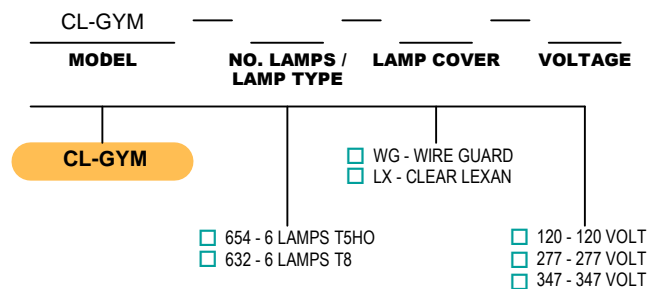 CL-GYM — — —
MODEL
NO. LAMPS /
LAMP TYPE
LAMP COVER
VOLTAGE
CL-GYM
WG - WIRE GUARD
LX - CLEAR LEXAN
654 - 6 LAMPS T5HO
632 - 6 LAMPS T8
120 - 120 VOLT
277 - 277 VOLT
347 - 347 VOLT